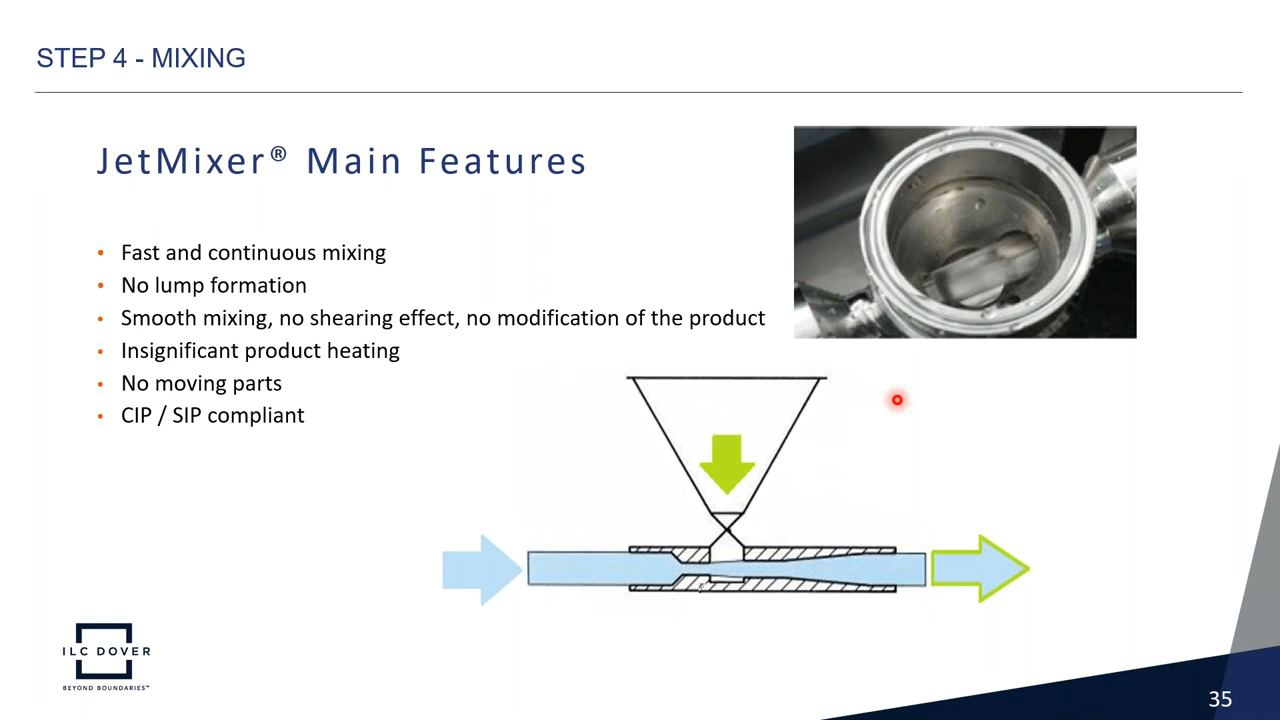 STEP 4 - MIXING
JetMixer® Main Features
• Fast and continuous mixing
• No lump formation
• Smooth mixing, no shearing effect, no modification of the product
• Insignificant product heating
• No moving parts
• CIP / SIP compliant
ILC DOVER
BEYOND BOUNDARIES™
35